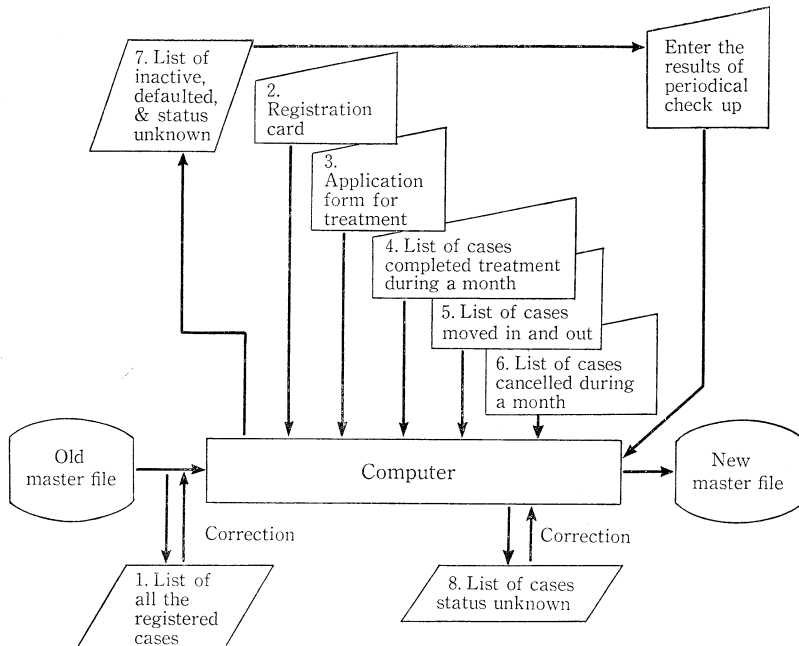 7. List of
inactive,
defaulted,
& status
unknown
Enter the
results of
periodical
check up
2.
Registration
card
3.
Application
form for
treatment
4. List of cases
completed treatment
during a month
5. List of cases
moved in and out
6. List of cases
cancelled during
a month
Old
master file
Computer
New
master file
Correction
Correction
1. List of
all the
registered
cases
8. List of cases
status unknown